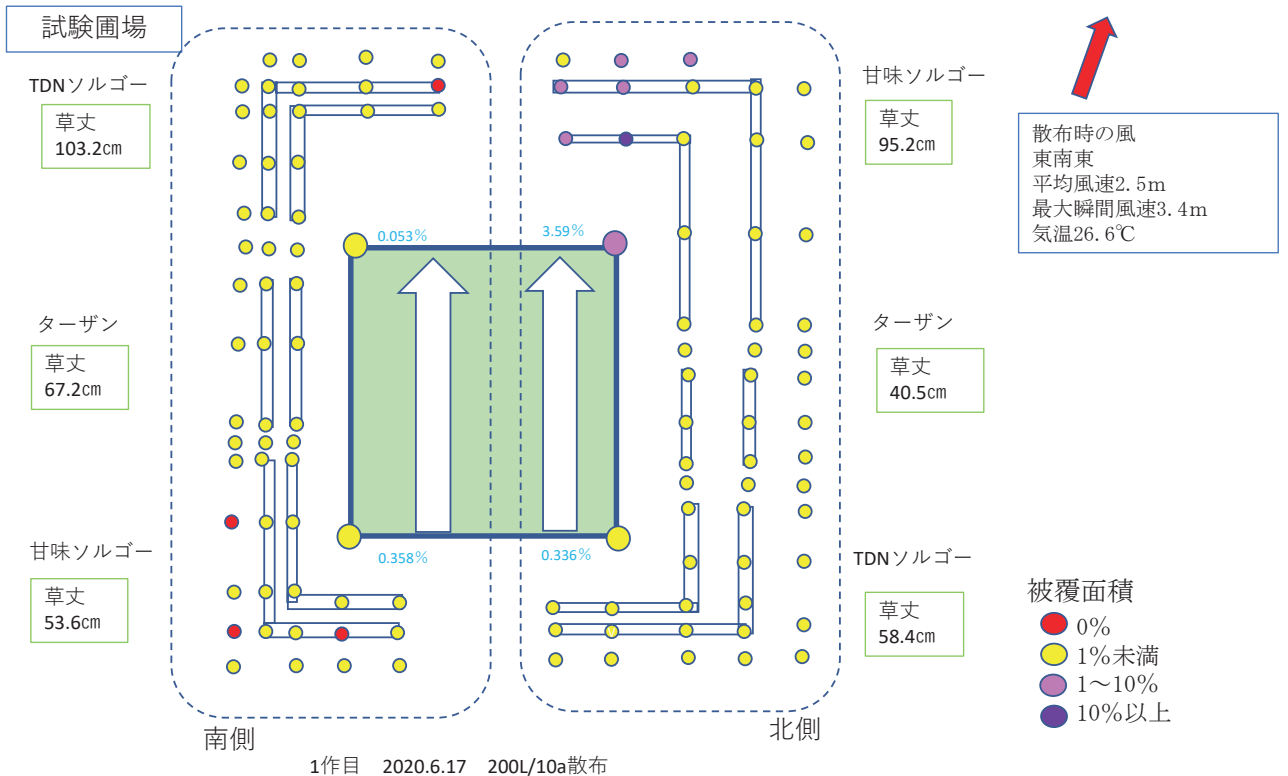 試験圃場
TDNソルゴー
草丈
103.2㎝
ターザン
草丈
67.2㎝
甘味ソルゴー
草丈
53.6㎝
0.053%
3.59%
0.358%
0.336%
甘味ソルゴー
草丈
95.2㎝
ターザン
草丈
40.5㎝
TDNソルゴー
草丈
58.4㎝
散布時の風
東南東
平均風速2.5m
最大瞬間風速3.4m
気温26.6℃
被覆面積
0%
1%未満
1～10%
10%以上
南側
北側
1作目 2020.6.17 200L/10a散布